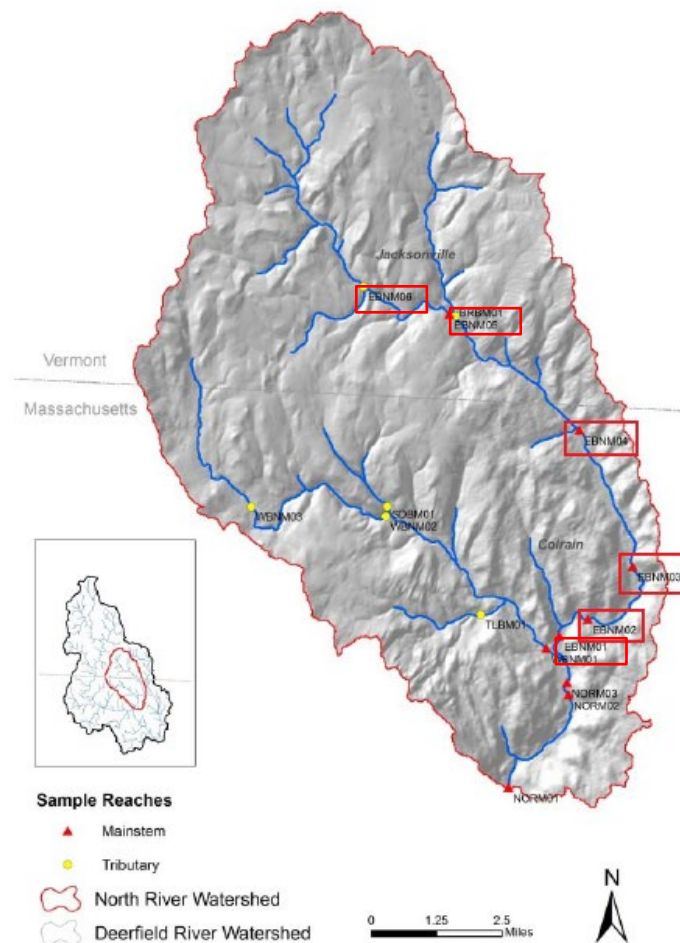 Jacksonville
EBNM06
BRBM01
EBNM05
Vermont
Massachusetts
EBNM04
WBNM03
WBNM02
Colrain
EBNM03
TLBM01
EBNM02
EBNM01
NORM03
NORM02
NORM01
Sample Reaches
Mainstem
Tributary
North River Watershed
Deerfield River Watershed
N
0 1.25 2.5
Miles